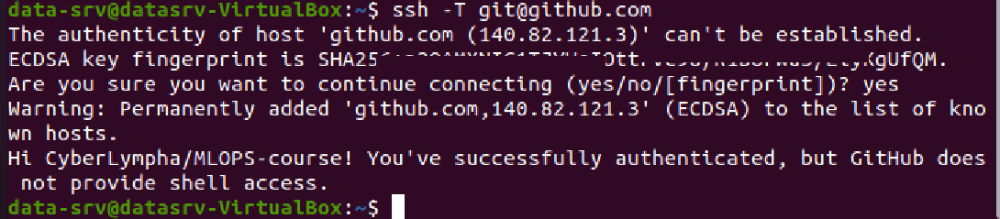 data-srv@datasrv-VirtualBox:~$ ssh -T git@github.com
The authenticity of host 'github.com (140.82.121.3)' can't be established.
ECDSA key fingerprint is
Are you sure you want to continue connecting (yes/no/[fingerprint])? yes
Warning: Permanently added 'github.com,140.82.121.3' (ECDSA) to the list of kno
wn hosts.
Hi CyberLympha/MLOPS-course! You've successfully authenticated, but GitHub does
 not provide shell access.
data-srv@datasrv-VirtualBox:~$